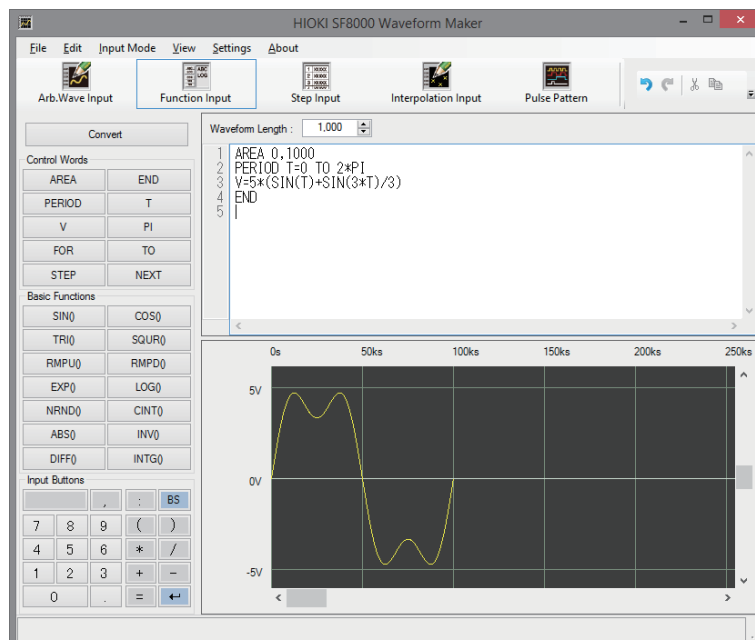 HIOKI SF8000 Waveform Maker
File Edit Input Mode View Settings About
Arb.Wave Input Function Input Step Input Interpolation Input Pulse Pattern
Convert
Waveform Length : 1,000
Control Words
AREA END
PERIOD T
V PI
FOR TO
STEP NEXT
1 AREA 0,1000
2 PERIOD T=0 TO 2*PI
3 V=5*(SIN(T)+SIN(3*T)/3)
4 END
5
Basic Functions
SIN() COS()
TRI() SQUR()
RMPU() RMPD()
EXP() LOG()
NRND() CINT()
ABS() INV()
DIFF() INTG()
0s 50ks 100ks 150ks 200ks 250ks
5V
0V
-5V
Input Buttons
, : BS
7 8 9 ( )
4 5 6 * /
1 2 3 + -
0 . =